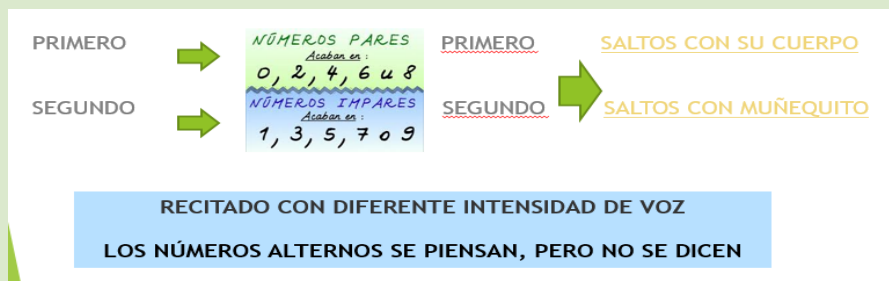 PRIMERO
NÚMEROS PARES
Acaban en :
0, 2, 4, 6 u 8
SEGUNDO
NÚMEROS IMPARES
Acaban en :
1, 3, 5, 7 o 9
PRIMERO
SALTOS CON SU CUERPO
SEGUNDO
SALTOS CON MUÑEQUITO
RECITADO CON DIFERENTE INTENSIDAD DE VOZ
LOS NÚMEROS ALTERNOS SE PIENSAN, PERO NO SE DICEN